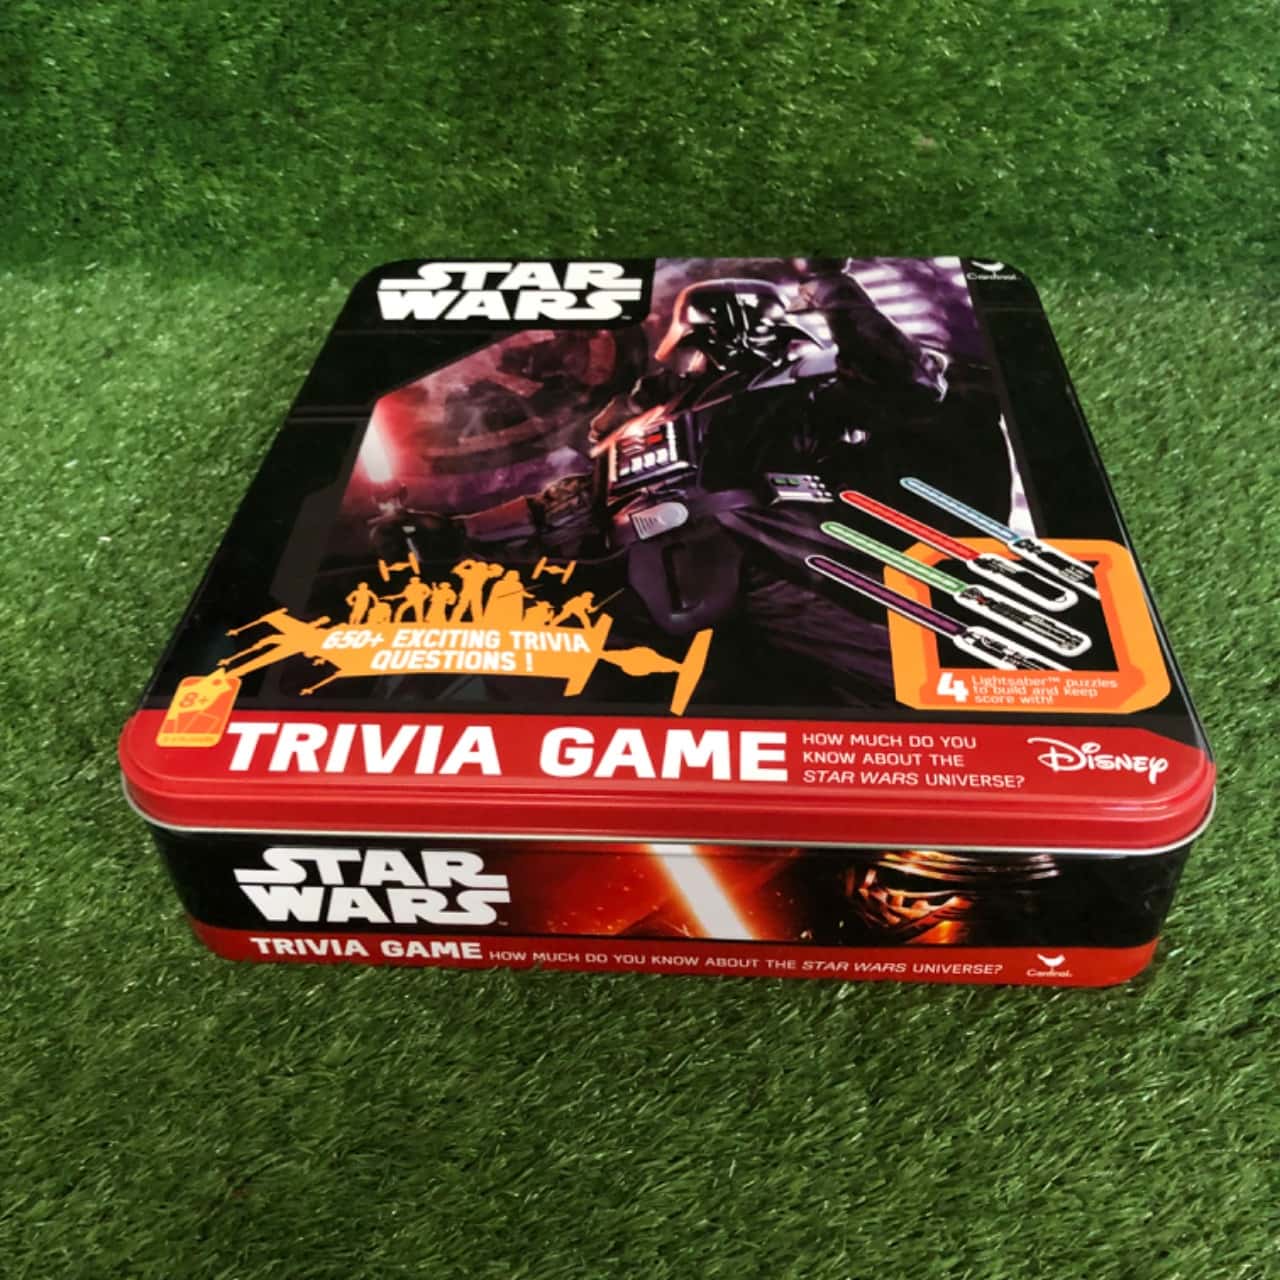 STAR
WARS
Cardinal
650+ EXCITING TRIVIA
QUESTIONS !
8+
4 Lightsaber™ puzzles
to build and keep
score with!
TRIVIA GAME
HOW MUCH DO YOU
KNOW ABOUT THE
STAR WARS UNIVERSE?
Disney
STAR
WARS
TRIVIA GAME HOW MUCH DO YOU KNOW ABOUT THE STAR WARS UNIVERSE?
Cardinal